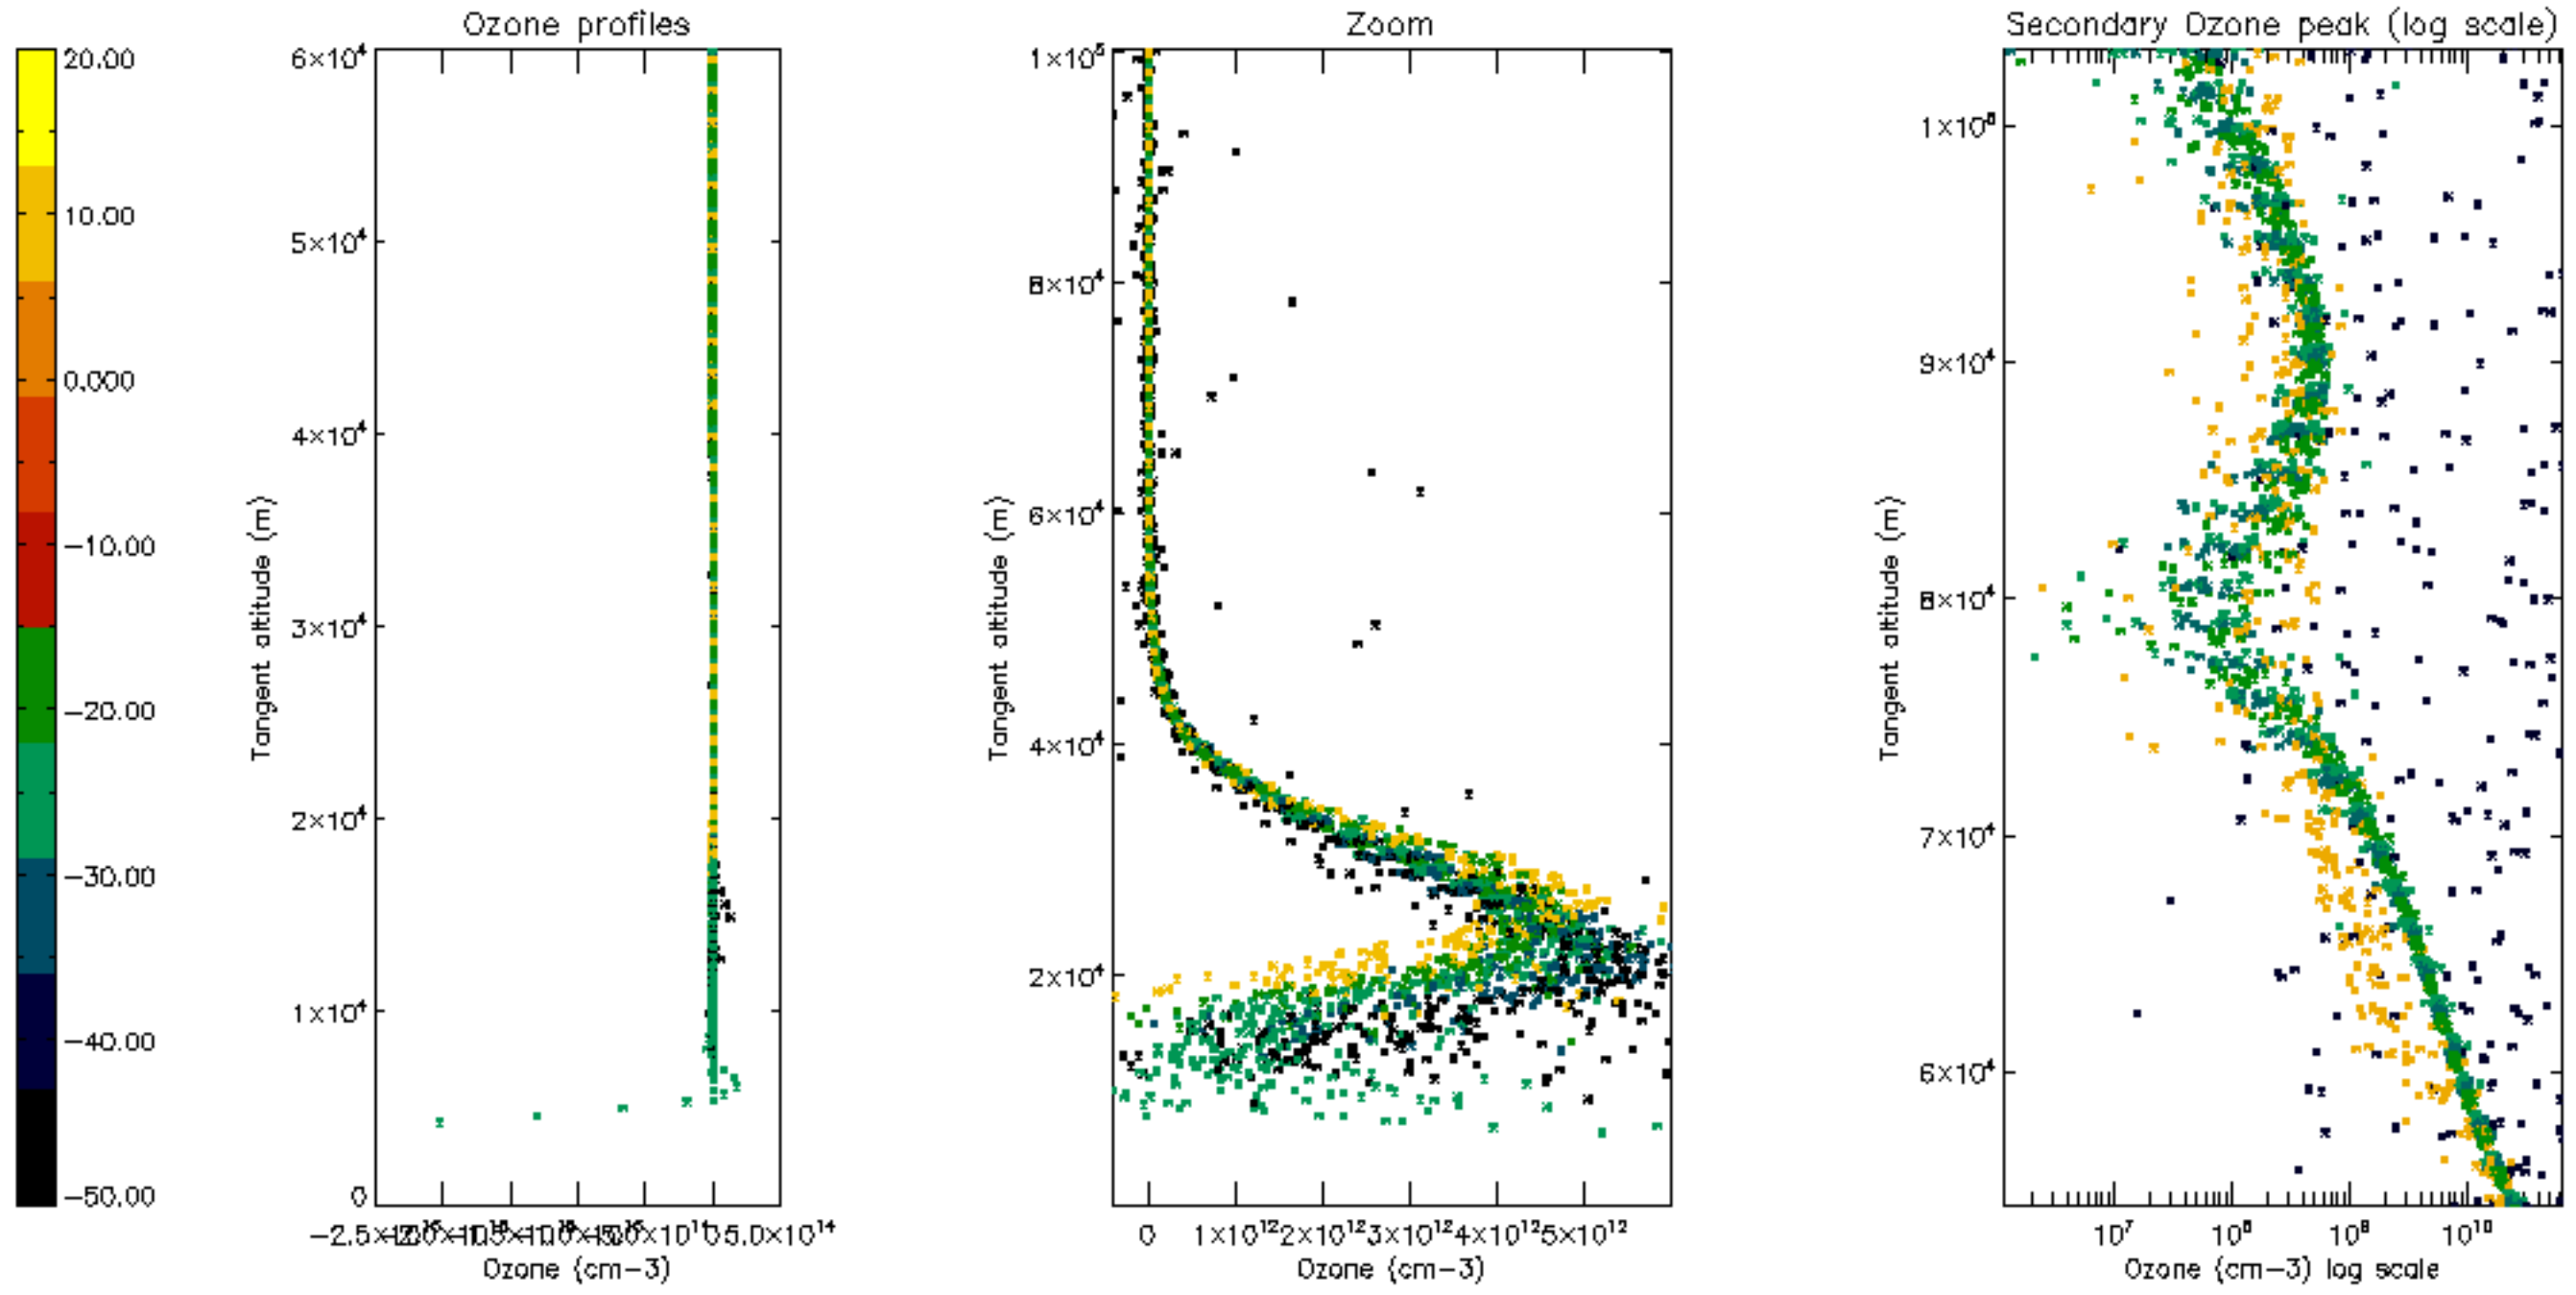 Ozone profiles
Zoom
Secondary Ozone peak (log scale)
20.00
10.00
0.000
−10.00
−20.00
−30.00
−40.00
−50.00
Tangent altitude (m)
6×10⁴
5×10⁴
4×10⁴
3×10⁴
2×10⁴
1×10⁴
0
5.0×10¹⁴
Ozone (cm−3)
Tangent altitude (m)
1×10⁵
8×10⁴
6×10⁴
4×10⁴
2×10⁴
0 1×10¹² 2×10¹² 3×10¹² 4×10¹² 5×10¹²
Ozone (cm−3)
Tangent altitude (m)
1×10⁵
9×10⁴
8×10⁴
7×10⁴
6×10⁴
10⁷ 10⁸ 10⁹ 10¹⁰
Ozone (cm−3) log scale